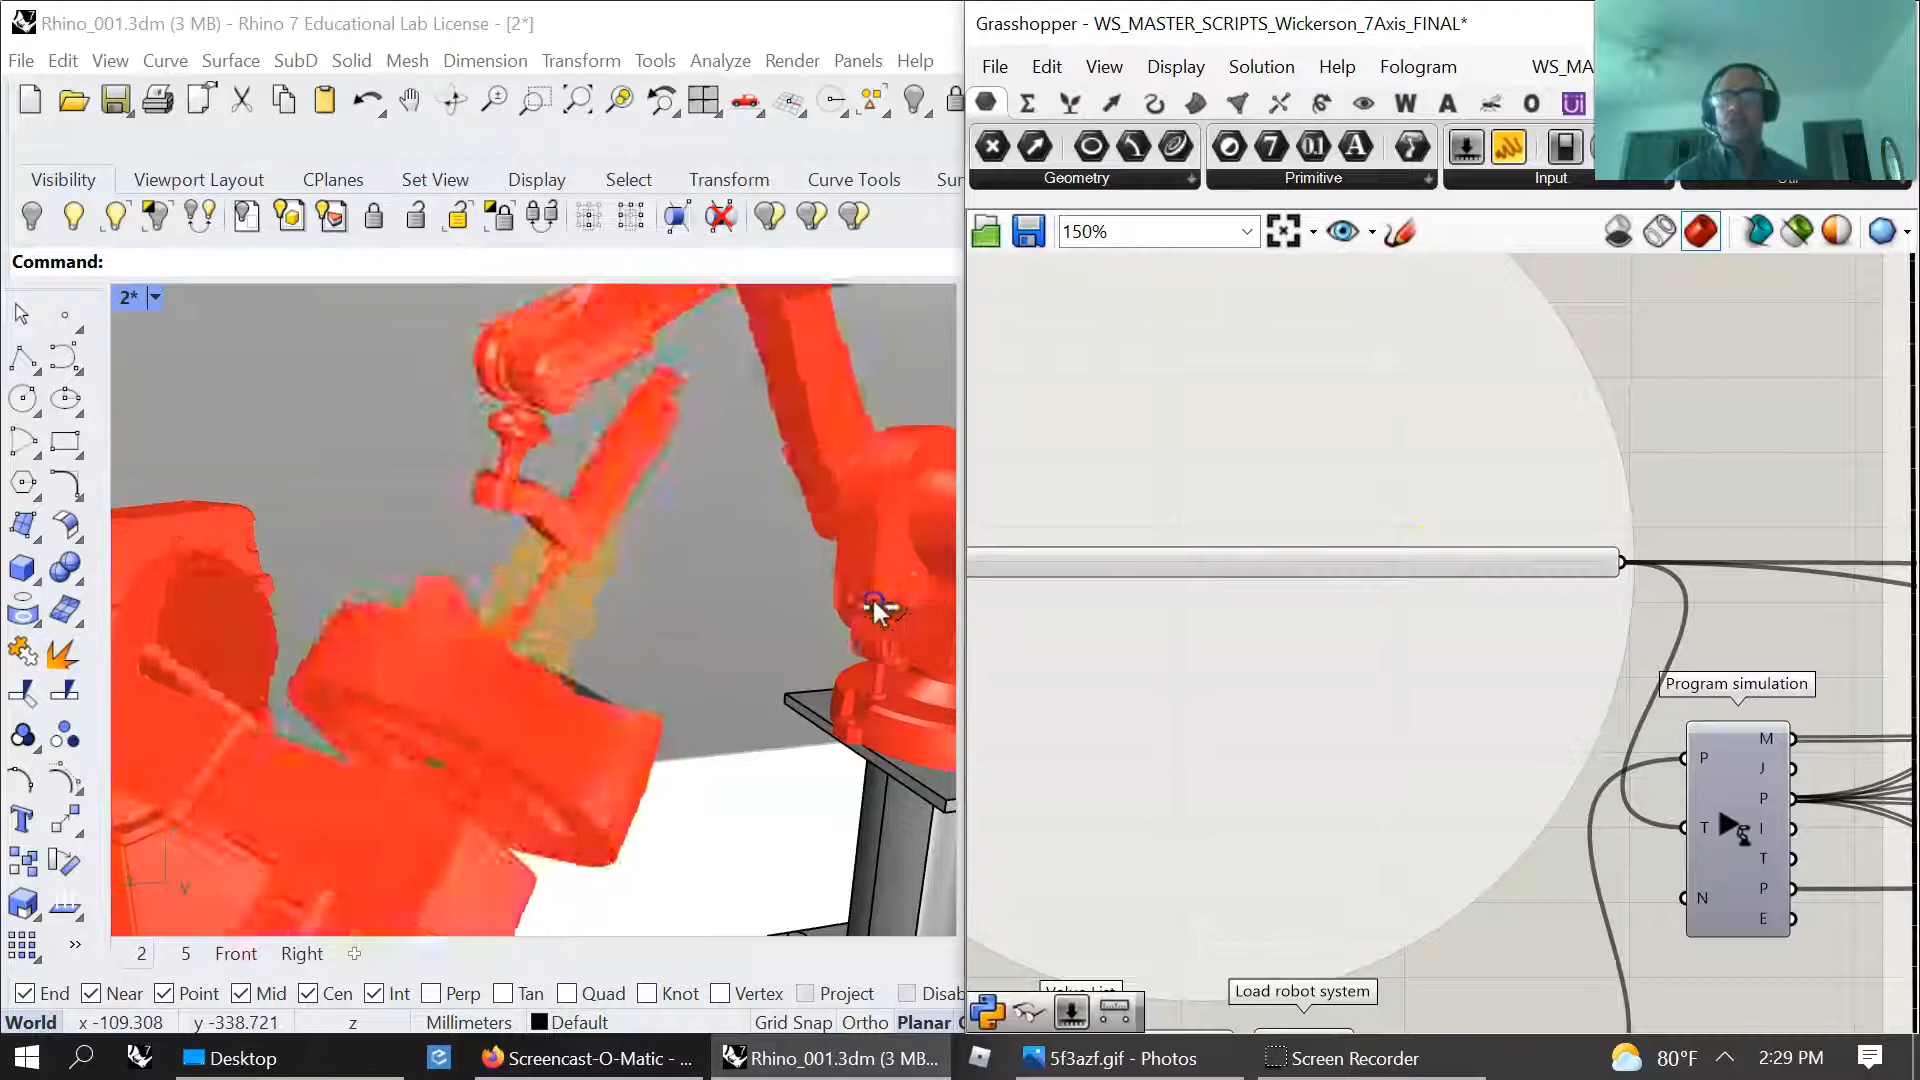 Rhino_001.3dm (3 MB) - Rhino 7 Educational Lab License - [2*]
File Edit View Curve Surface SubD Solid Mesh Dimension Transform Tools Analyze Render Panels Help
Visibility Viewport Layout CPlanes Set View Display Select Transform Curve Tools Sur
Command:
2*
y
2 5 Front Right
End Near Point Mid Cen Int Perp Tan Quad Knot Vertex Project Disab
World x -109.308 y -338.721 z Millimeters Default Grid Snap Ortho Planar
Grasshopper - WS_MASTER_SCRIPTS_Wickerson_7Axis_FINAL*
File Edit View Display Solution Help Fologram WS_MA
Geometry Primitive Input
150%
Program simulation
P T N
M J P I T P E
Load robot system
Desktop
Screencast-O-Matic - ...
Rhino_001.3dm (3 MB...
5f3azf.gif - Photos
Screen Recorder
80°F
2:29 PM